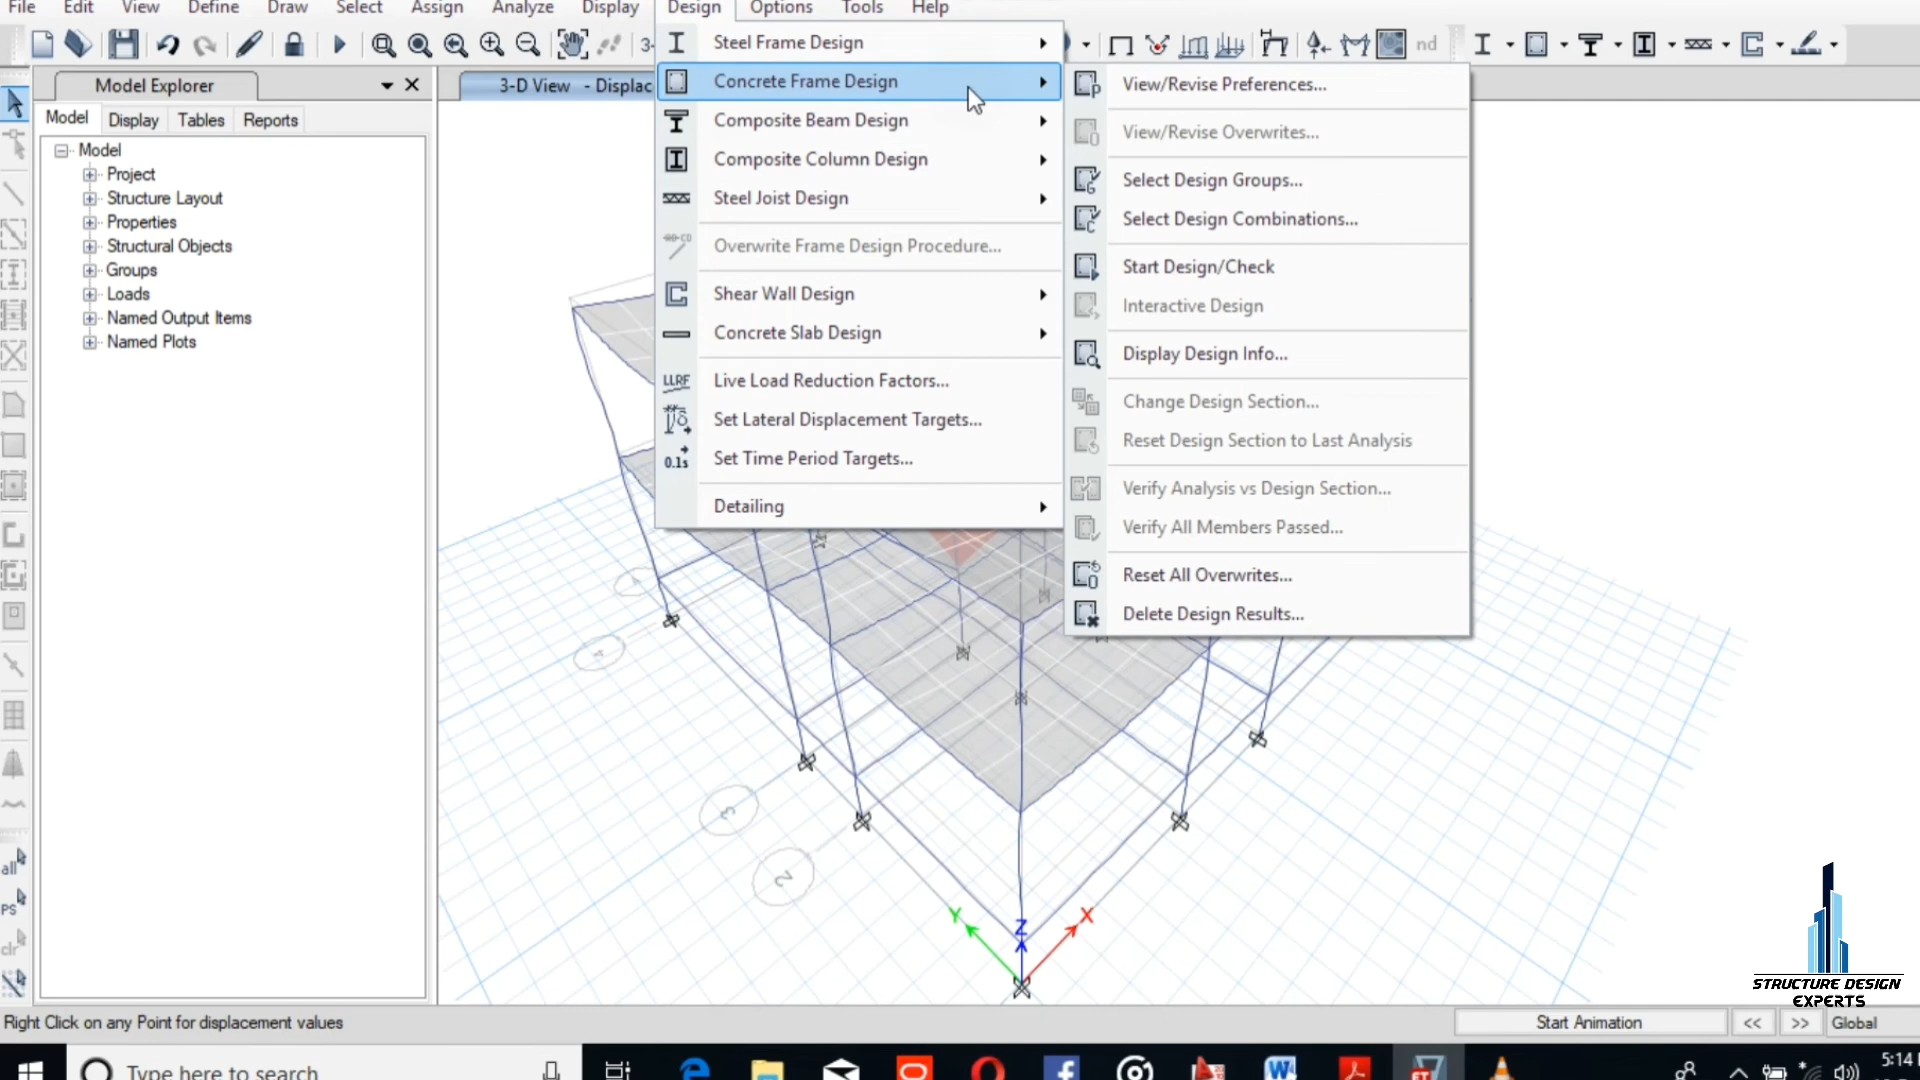 File Edit View Define Draw Select Assign Analyze Display Design Options Tools Help
nd
Model Explorer
3-D View - Displac
Model Display Tables Reports
Model
Project
Structure Layout
Properties
Structural Objects
Groups
Loads
Named Output Items
Named Plots
Steel Frame Design
Concrete Frame Design
Composite Beam Design
Composite Column Design
Steel Joist Design
Overwrite Frame Design Procedure...
Shear Wall Design
Concrete Slab Design
LLRF Live Load Reduction Factors...
Set Lateral Displacement Targets...
0.1s Set Time Period Targets...
Detailing
View/Revise Preferences...
View/Revise Overwrites...
Select Design Groups...
Select Design Combinations...
Start Design/Check
Interactive Design
Display Design Info...
Change Design Section...
Reset Design Section to Last Analysis
Verify Analysis vs Design Section...
Verify All Members Passed...
Reset All Overwrites...
Delete Design Results...
4
3
2
Y Z X
all
PS
clr
STRUCTURE DESIGN
EXPERTS
Right Click on any Point for displacement values
Start Animation << >> Global
Type here to search
5:14